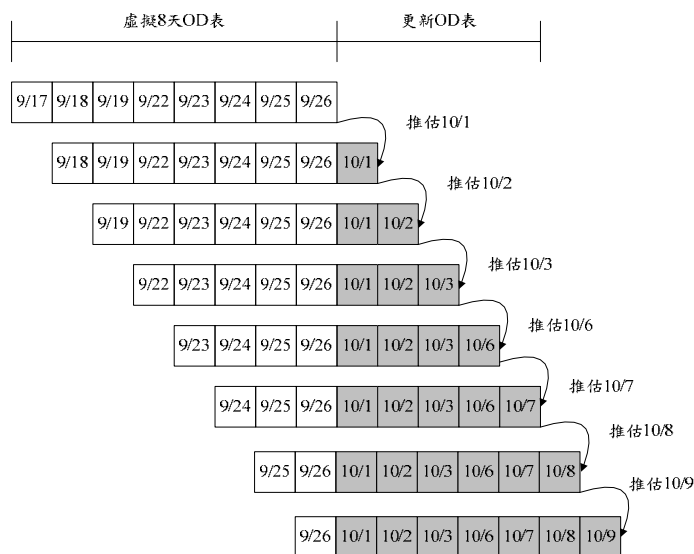 虛擬8天OD表 更新OD表
9/17 9/18 9/19 9/22 9/23 9/24 9/25 9/26
推估10/1
9/18 9/19 9/22 9/23 9/24 9/25 9/26 10/1
推估10/2
9/19 9/22 9/23 9/24 9/25 9/26 10/1 10/2
推估10/3
9/22 9/23 9/24 9/25 9/26 10/1 10/2 10/3
推估10/6
9/23 9/24 9/25 9/26 10/1 10/2 10/3 10/6
推估10/7
9/24 9/25 9/26 10/1 10/2 10/3 10/6 10/7
推估10/8
9/25 9/26 10/1 10/2 10/3 10/6 10/7 10/8
推估10/9
9/26 10/1 10/2 10/3 10/6 10/7 10/8 10/9